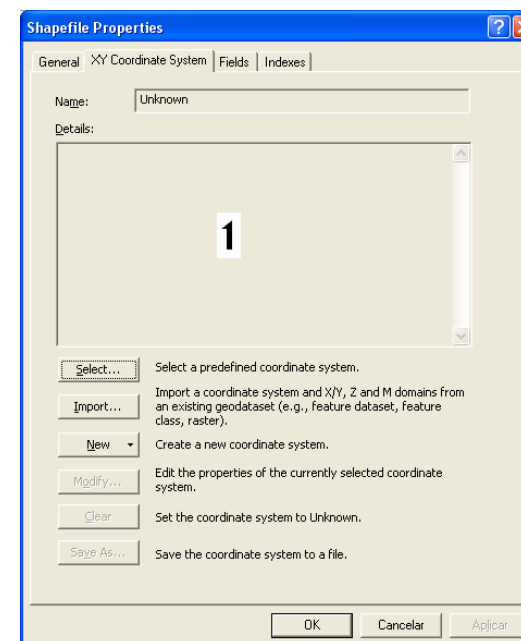 Shapefile Properties
General XY Coordinate System Fields Indexes
Name: Unknown
Details:
1
Select... Select a predefined coordinate system.
Import... Import a coordinate system and X/Y, Z and M domains from
an existing geodataset (e.g., feature dataset, feature
class, raster).
New Create a new coordinate system.
Modify... Edit the properties of the currently selected coordinate
system.
Clear Set the coordinate system to Unknown.
Save As... Save the coordinate system to a file.
OK Cancelar Aplicar